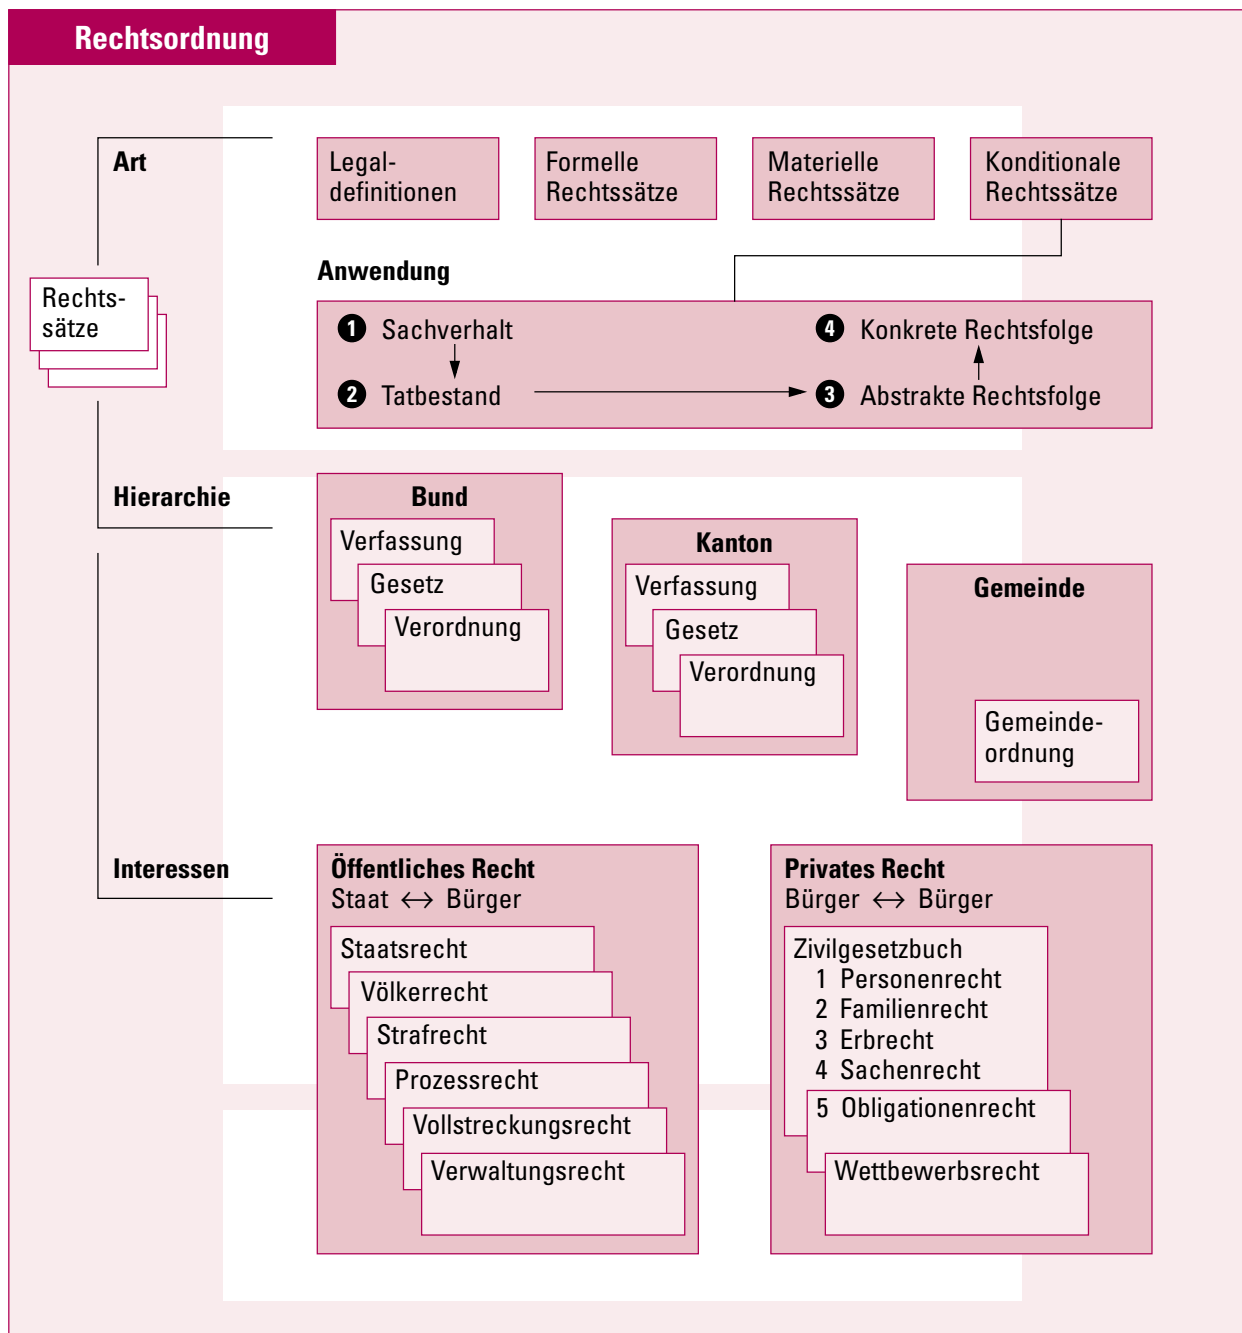 Rechtsordnung
Art
Legal-
definitionen
Formelle
Rechtssätze
Materielle
Rechtssätze
Konditionale
Rechtssätze
Anwendung
Rechts-
sätze
1 Sachverhalt
4 Konkrete Rechtsfolge
2 Tatbestand
3 Abstrakte Rechtsfolge
Hierarchie
Bund
Verfassung
Gesetz
Verordnung
Kanton
Verfassung
Gesetz
Verordnung
Gemeinde
Gemeinde-
ordnung
Interessen
Öffentliches Recht
Staat ↔ Bürger
Staatsrecht
Völkerrecht
Strafrecht
Prozessrecht
Vollstreckungsrecht
Verwaltungsrecht
Privates Recht
Bürger ↔ Bürger
Zivilgesetzbuch
1 Personenrecht
2 Familienrecht
3 Erbrecht
4 Sachenrecht
5 Obligationenrecht
Wettbewerbsrecht